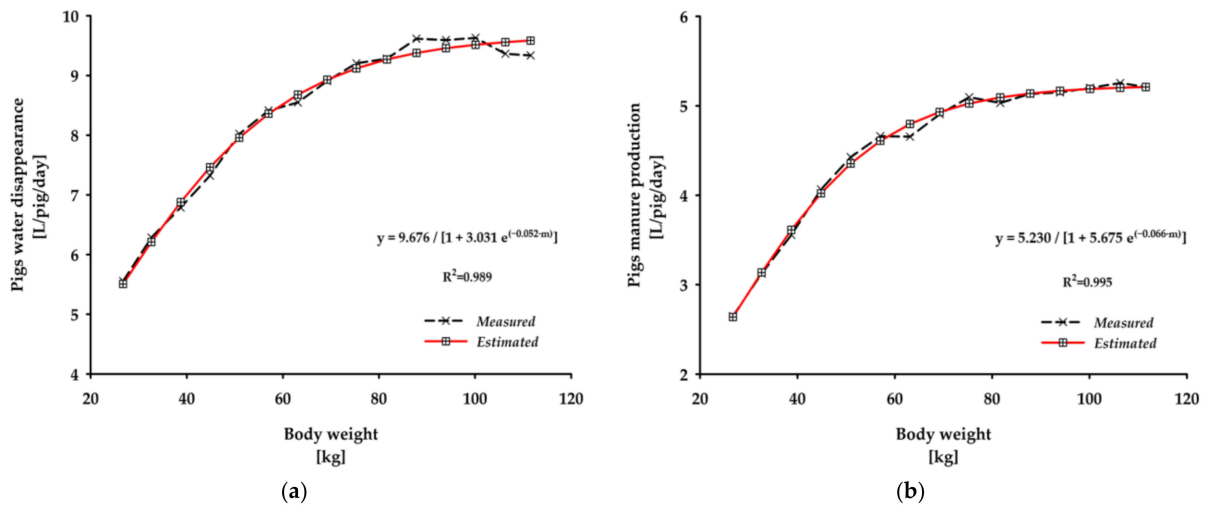 10
9
8
7
6
5
4
20
40
60
80
100
120
Pigs water disappearance
[L/pig/day]
y = 9.676 / [1 + 3.031 e^(−0.052·m)]
R²=0.989
Measured
Estimated
Body weight
[kg]
(a)
6
5
4
3
2
20
40
60
80
100
120
Pigs manure production
[L/pig/day]
y = 5.230 / [1 + 5.675 e^(−0.066·m)]
R²=0.995
Measured
Estimated
Body weight
[kg]
(b)